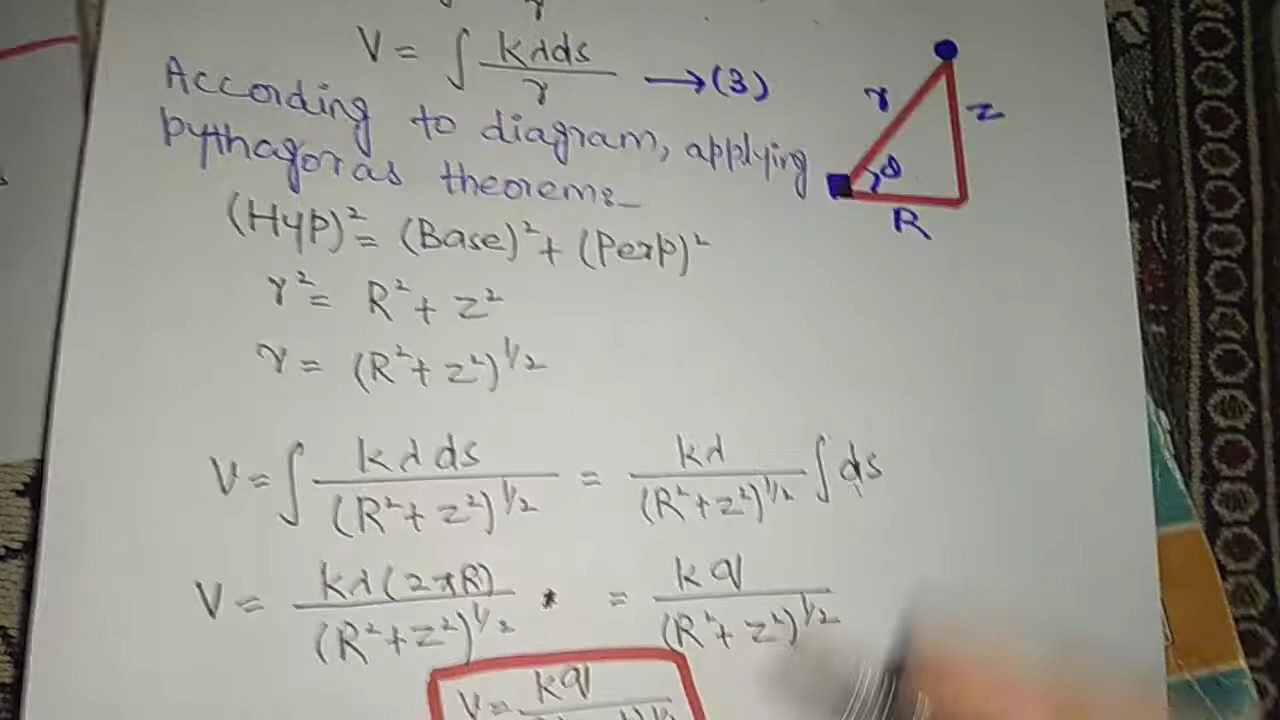 V = ∫ kλds / r → (3)
According to diagram, applying
pythagoras theorem:-
(Hyp)² = (Base)² + (Perp)²
r² = R² + z²
r = (R² + z²)^1/2
V = ∫ kλds / (R² + z²)^1/2 = kλ / (R² + z²)^1/2 ∫ds
V = kλ(2πR) / (R² + z²)^1/2 = kq / (R² + z²)^1/2
V = kq
r
z
θ
R